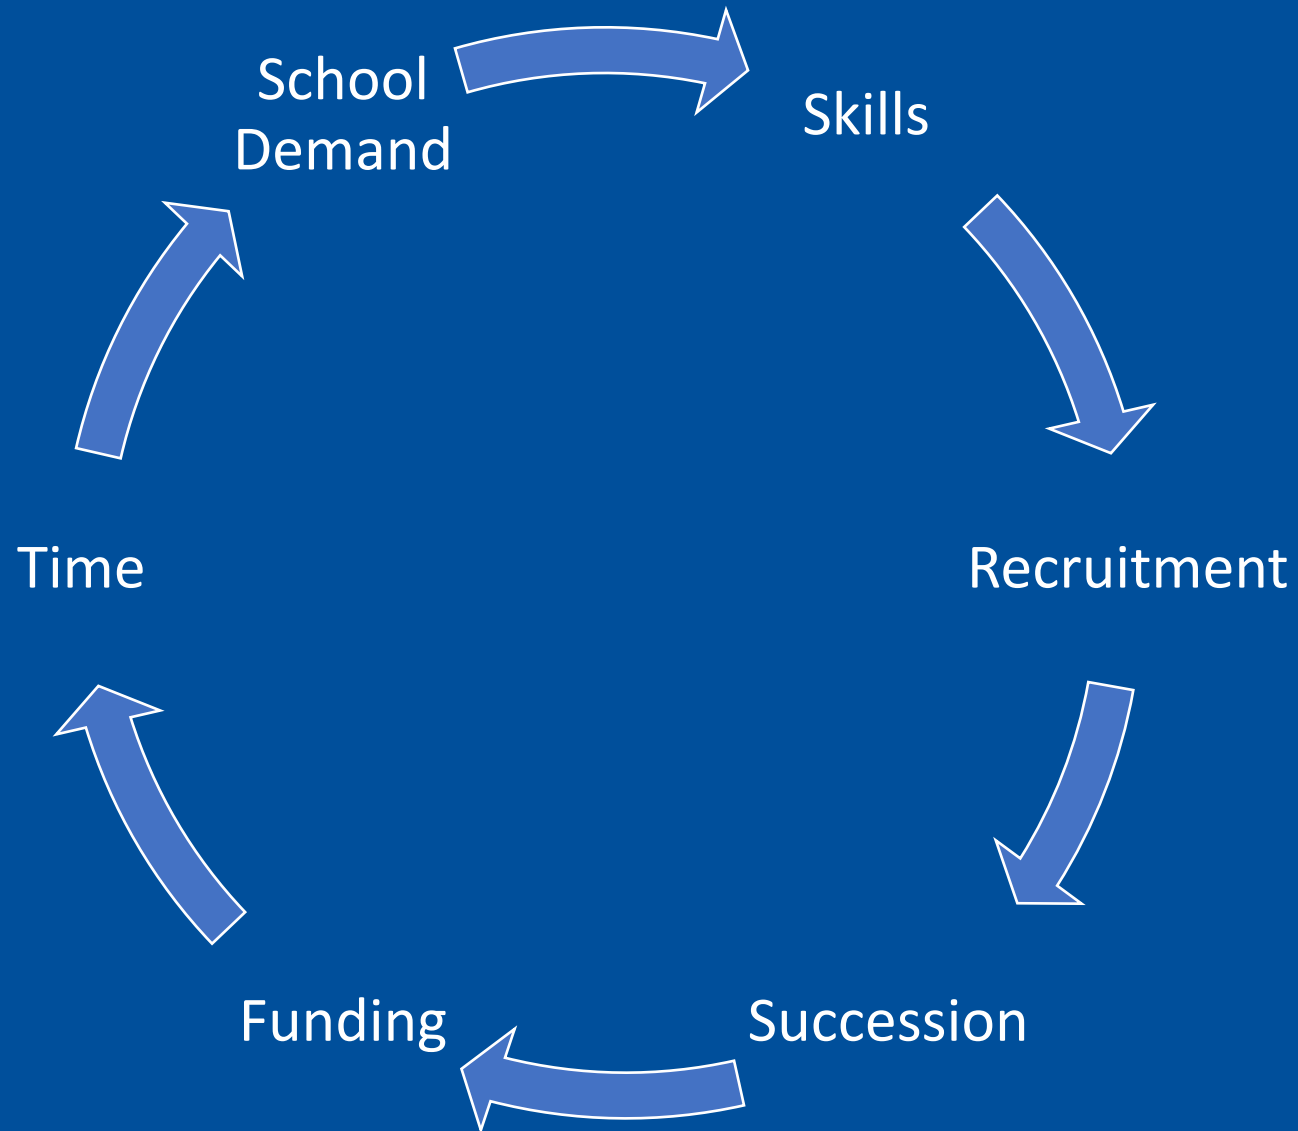 School
Demand
Skills
Recruitment
Succession
Funding
Time